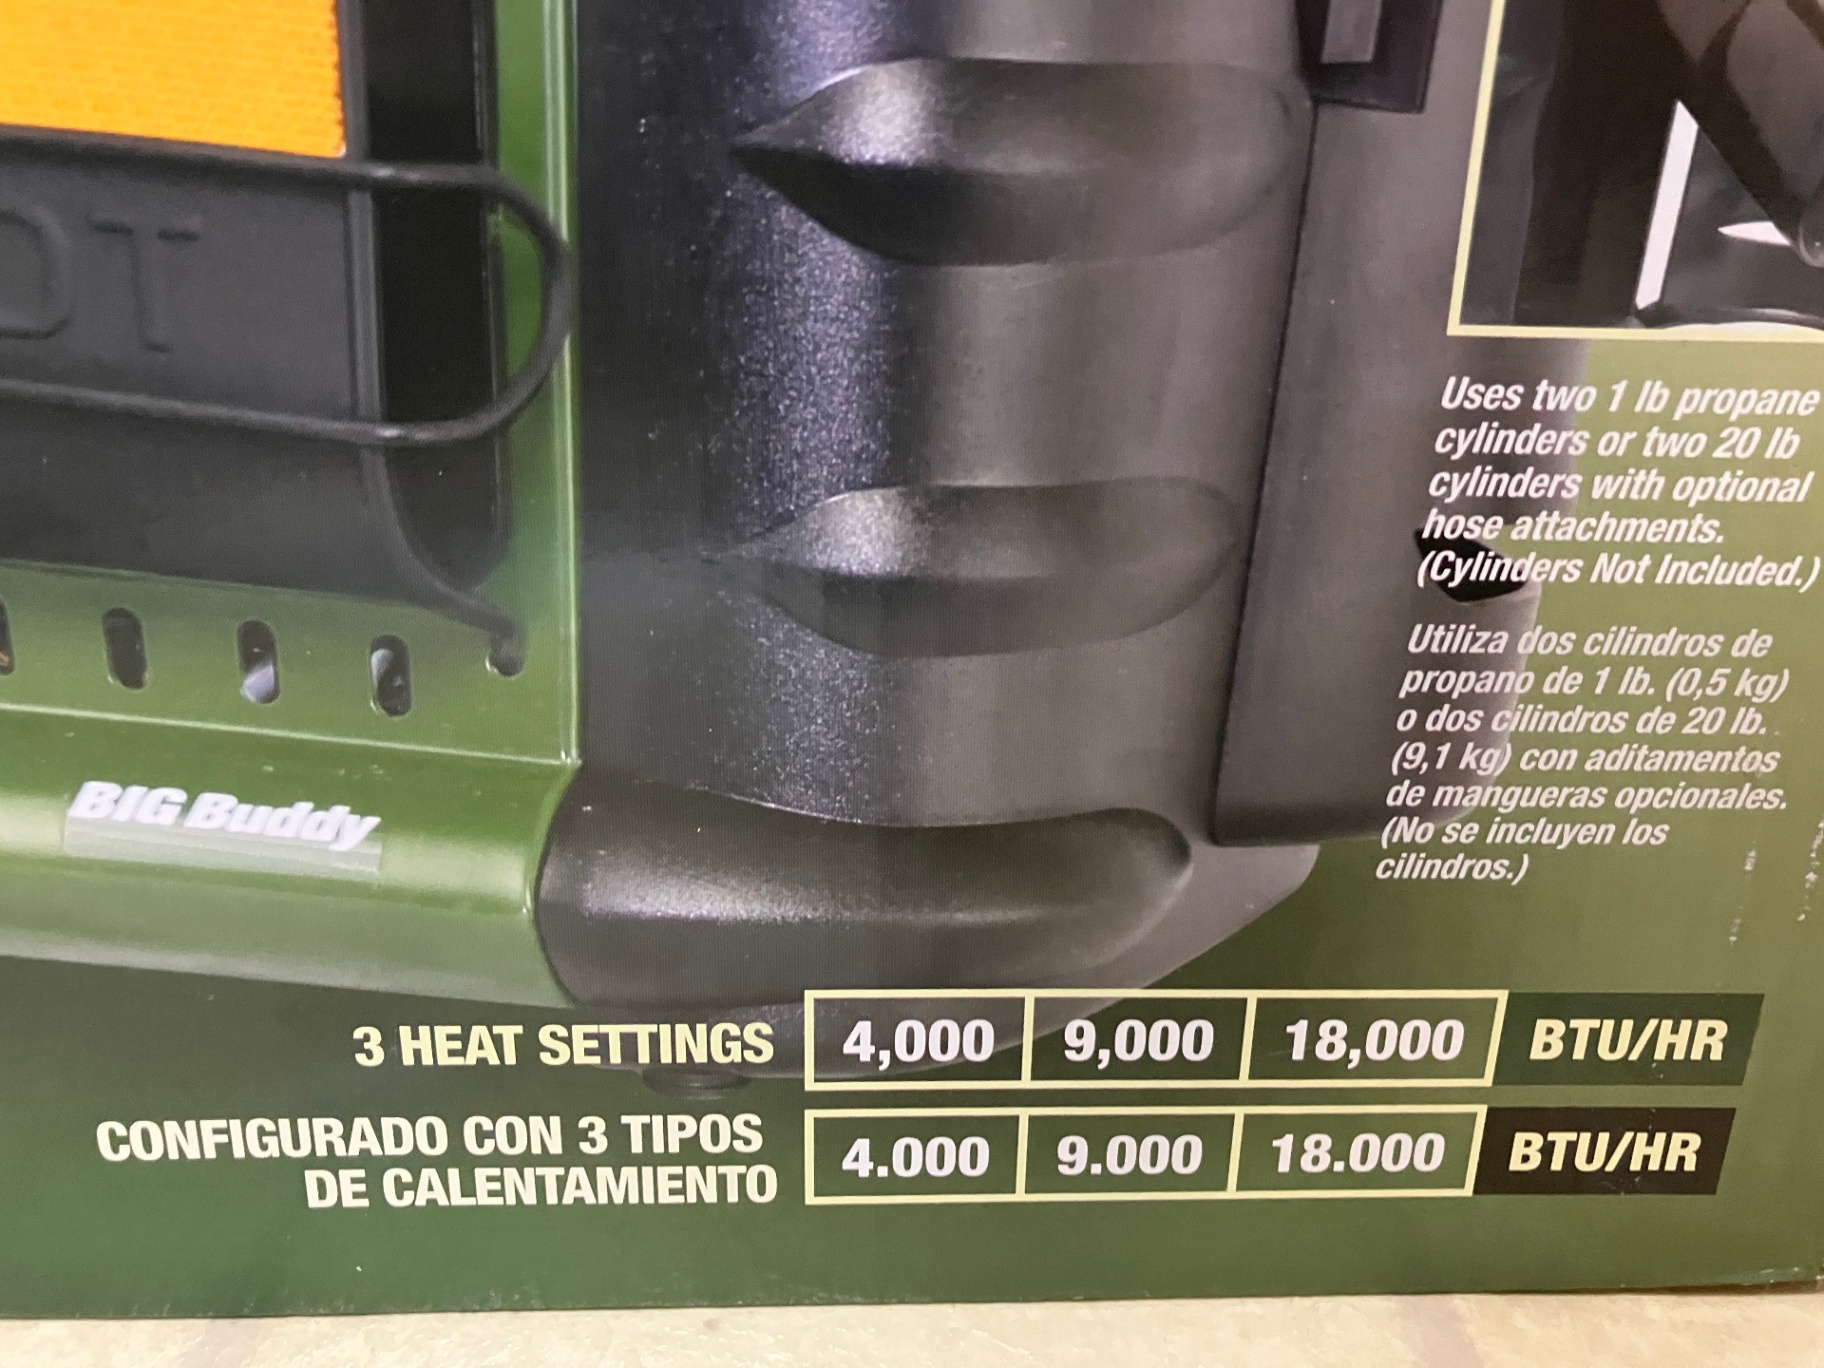 OT
BIG Buddy
Uses two 1 lb propane
cylinders or two 20 lb
cylinders with optional
hose attachments.
(Cylinders Not Included.)
Utiliza dos cilindros de
propano de 1 lb. (0,5 kg)
o dos cilindros de 20 lb.
(9,1 kg) con aditamentos
de mangueras opcionales.
(No se incluyen los
cilindros.)
3 HEAT SETTINGS 4,000 9,000 18,000 BTU/HR
CONFIGURADO CON 3 TIPOS
DE CALENTAMIENTO 4.000 9.000 18.000 BTU/HR